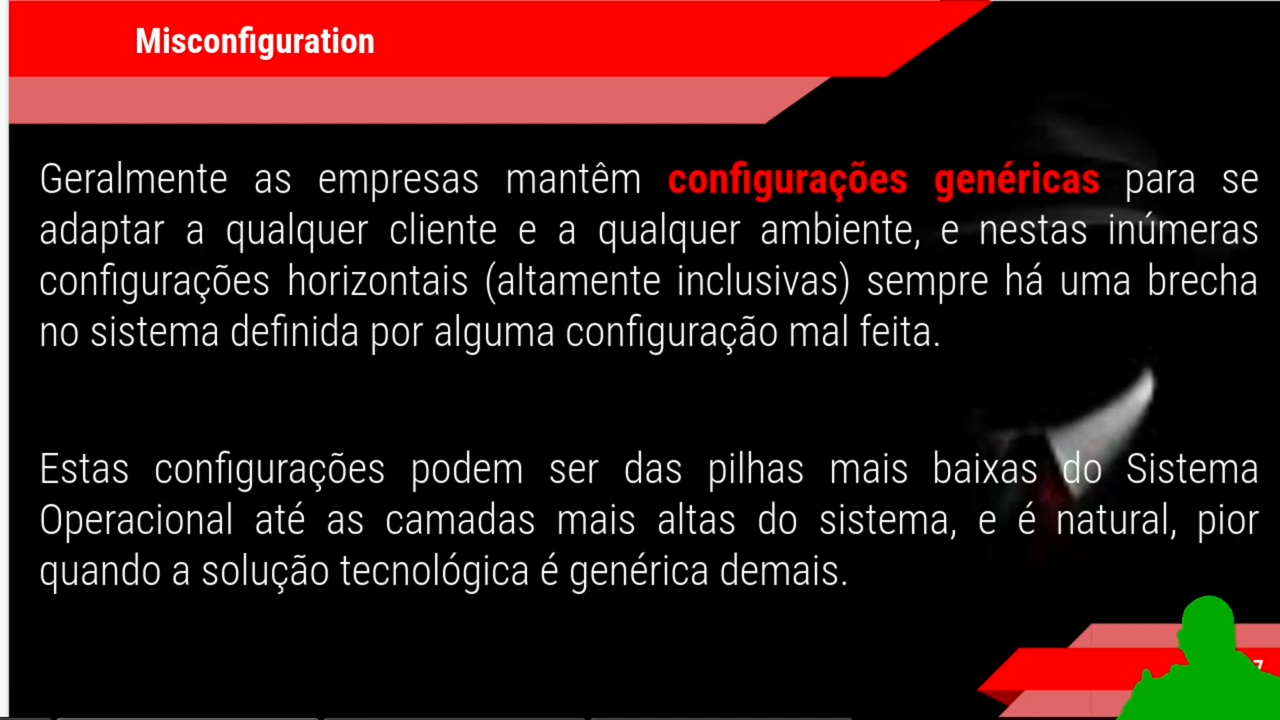 Misconfiguration
Geralmente as empresas mantêm configurações genéricas para se
adaptar a qualquer cliente e a qualquer ambiente, e nestas inúmeras
configurações horizontais (altamente inclusivas) sempre há uma brecha
no sistema definida por alguma configuração mal feita.
Estas configurações podem ser das pilhas mais baixas do Sistema
Operacional até as camadas mais altas do sistema, e é natural, pior
quando a solução tecnológica é genérica demais.
7